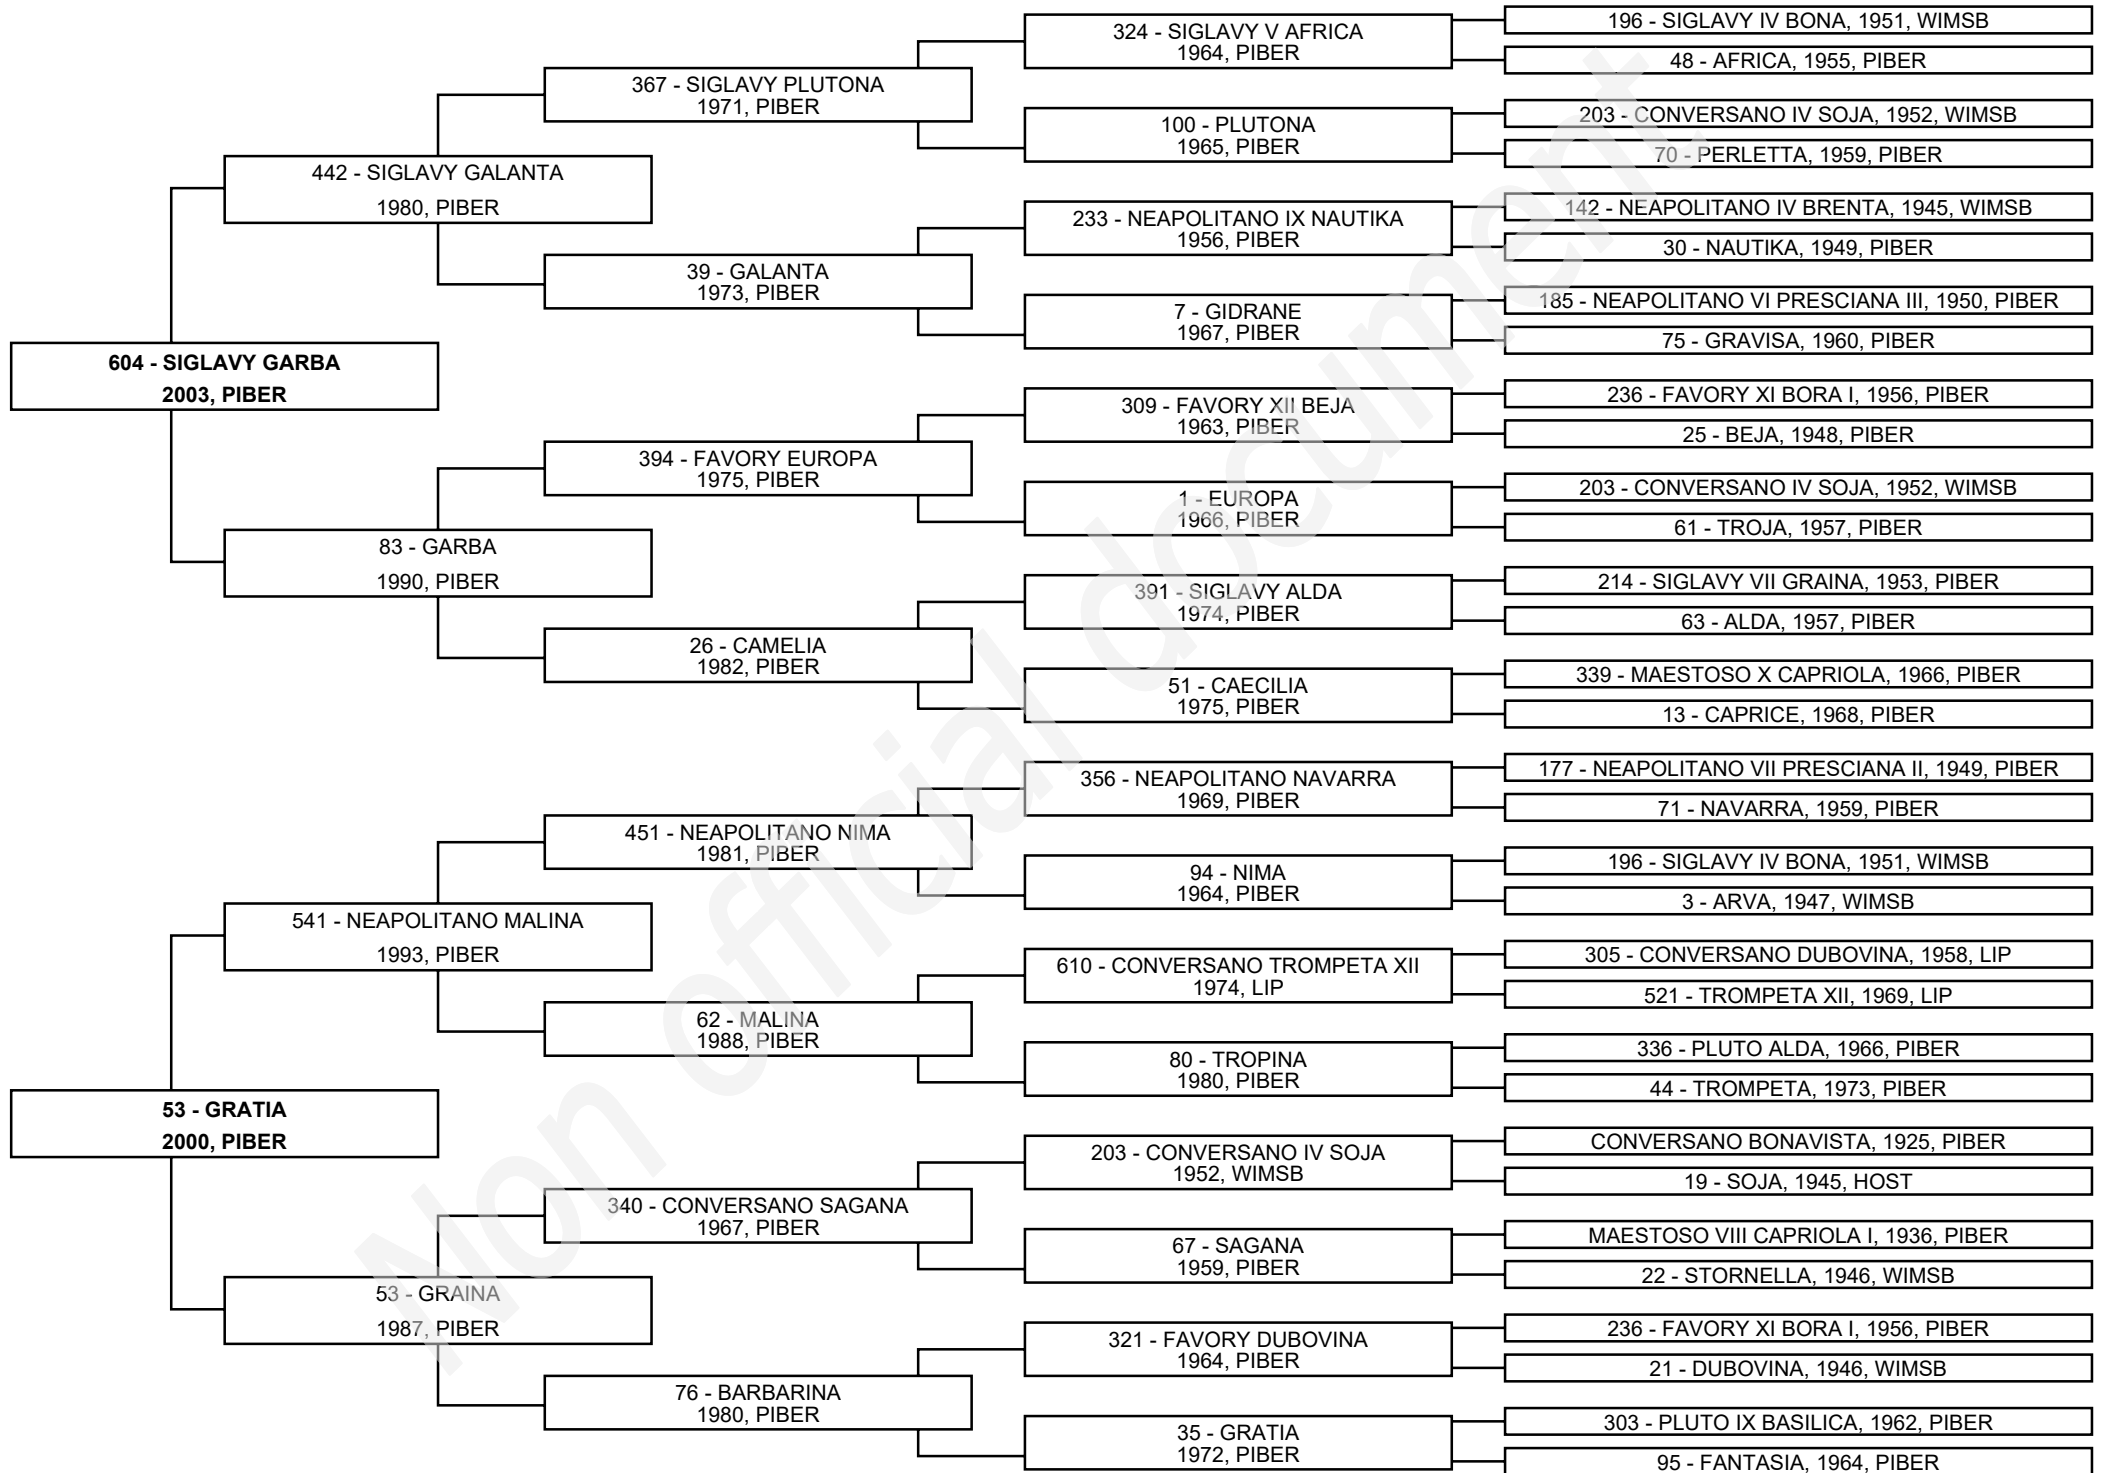 604 - SIGLAVY GARBA
2003, PIBER
53 - GRATIA
2000, PIBER
442 - SIGLAVY GALANTA
1980, PIBER
83 - GARBA
1990, PIBER
541 - NEAPOLITANO MALINA
1993, PIBER
53 - GRAINA
1987, PIBER
367 - SIGLAVY PLUTONA
1971, PIBER
39 - GALANTA
1973, PIBER
394 - FAVORY EUROPA
1975, PIBER
26 - CAMELIA
1982, PIBER
451 - NEAPOLITANO NIMA
1981, PIBER
62 - MALINA
1988, PIBER
340 - CONVERSANO SAGANA
1967, PIBER
76 - BARBARINA
1980, PIBER
324 - SIGLAVY V AFRICA
1964, PIBER
100 - PLUTONA
1965, PIBER
233 - NEAPOLITANO IX NAUTIKA
1956, PIBER
7 - GIDRANE
1967, PIBER
309 - FAVORY XII BEJA
1963, PIBER
1 - EUROPA
1966, PIBER
391 - SIGLAVY ALDA
1974, PIBER
51 - CAECILIA
1975, PIBER
356 - NEAPOLITANO NAVARRA
1969, PIBER
94 - NIMA
1964, PIBER
610 - CONVERSANO TROMPETA XII
1974, LIP
80 - TROPINA
1980, PIBER
203 - CONVERSANO IV SOJA
1952, WIMSB
67 - SAGANA
1959, PIBER
321 - FAVORY DUBOVINA
1964, PIBER
35 - GRATIA
1972, PIBER
196 - SIGLAVY IV BONA, 1951, WIMSB
48 - AFRICA, 1955, PIBER
203 - CONVERSANO IV SOJA, 1952, WIMSB
70 - PERLETTA, 1959, PIBER
142 - NEAPOLITANO IV BRENTA, 1945, WIMSB
30 - NAUTIKA, 1949, PIBER
185 - NEAPOLITANO VI PRESCIANA III, 1950, PIBER
75 - GRAVISA, 1960, PIBER
236 - FAVORY XI BORA I, 1956, PIBER
25 - BEJA, 1948, PIBER
203 - CONVERSANO IV SOJA, 1952, WIMSB
61 - TROJA, 1957, PIBER
214 - SIGLAVY VII GRAINA, 1953, PIBER
63 - ALDA, 1957, PIBER
339 - MAESTOSO X CAPRIOLA, 1966, PIBER
13 - CAPRICE, 1968, PIBER
177 - NEAPOLITANO VII PRESCIANA II, 1949, PIBER
71 - NAVARRA, 1959, PIBER
196 - SIGLAVY IV BONA, 1951, WIMSB
3 - ARVA, 1947, WIMSB
305 - CONVERSANO DUBOVINA, 1958, LIP
521 - TROMPETA XII, 1969, LIP
336 - PLUTO ALDA, 1966, PIBER
44 - TROMPETA, 1973, PIBER
CONVERSANO BONAVISTA, 1925, PIBER
19 - SOJA, 1945, HOST
MAESTOSO VIII CAPRIOLA I, 1936, PIBER
22 - STORNELLA, 1946, WIMSB
236 - FAVORY XI BORA I, 1956, PIBER
21 - DUBOVINA, 1946, WIMSB
303 - PLUTO IX BASILICA, 1962, PIBER
95 - FANTASIA, 1964, PIBER
Non official document